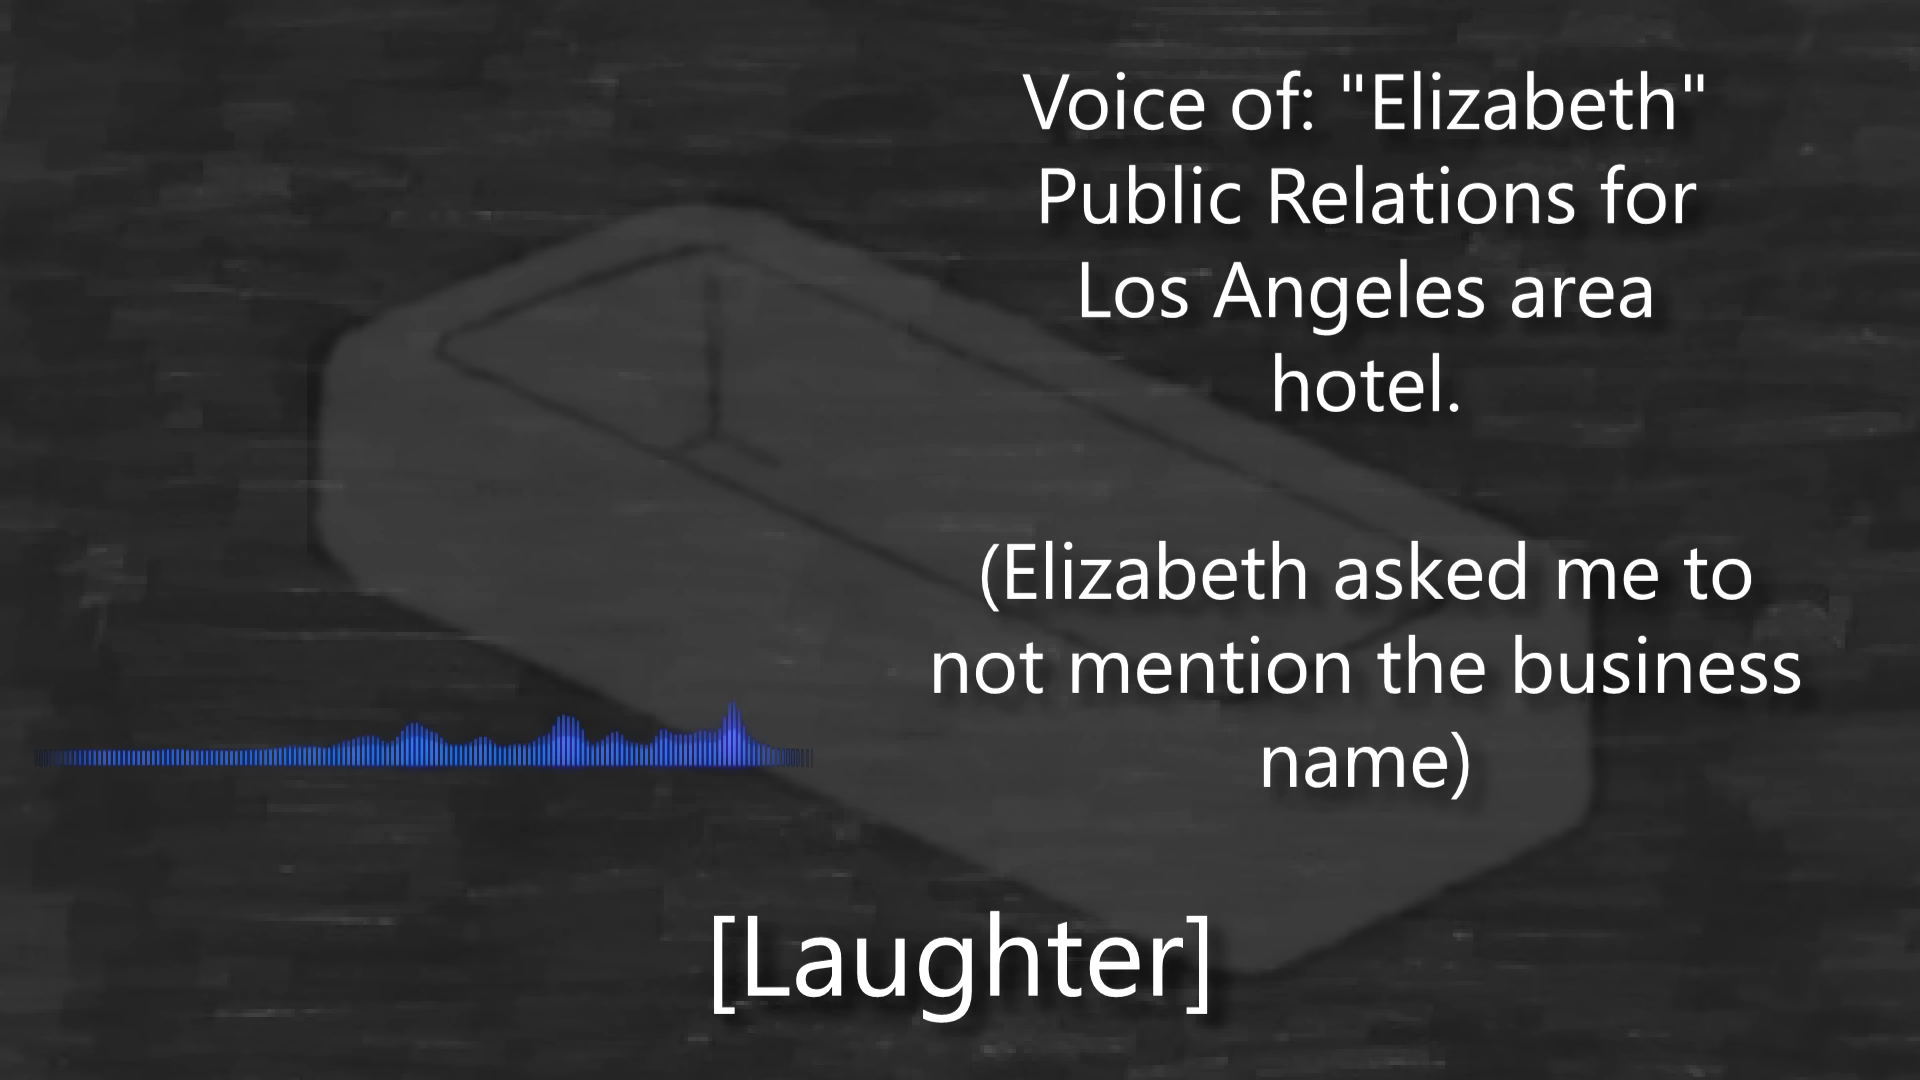 Voice of: "Elizabeth"
Public Relations for
Los Angeles area
hotel.
(Elizabeth asked me to
not mention the business
name)
[Laughter]